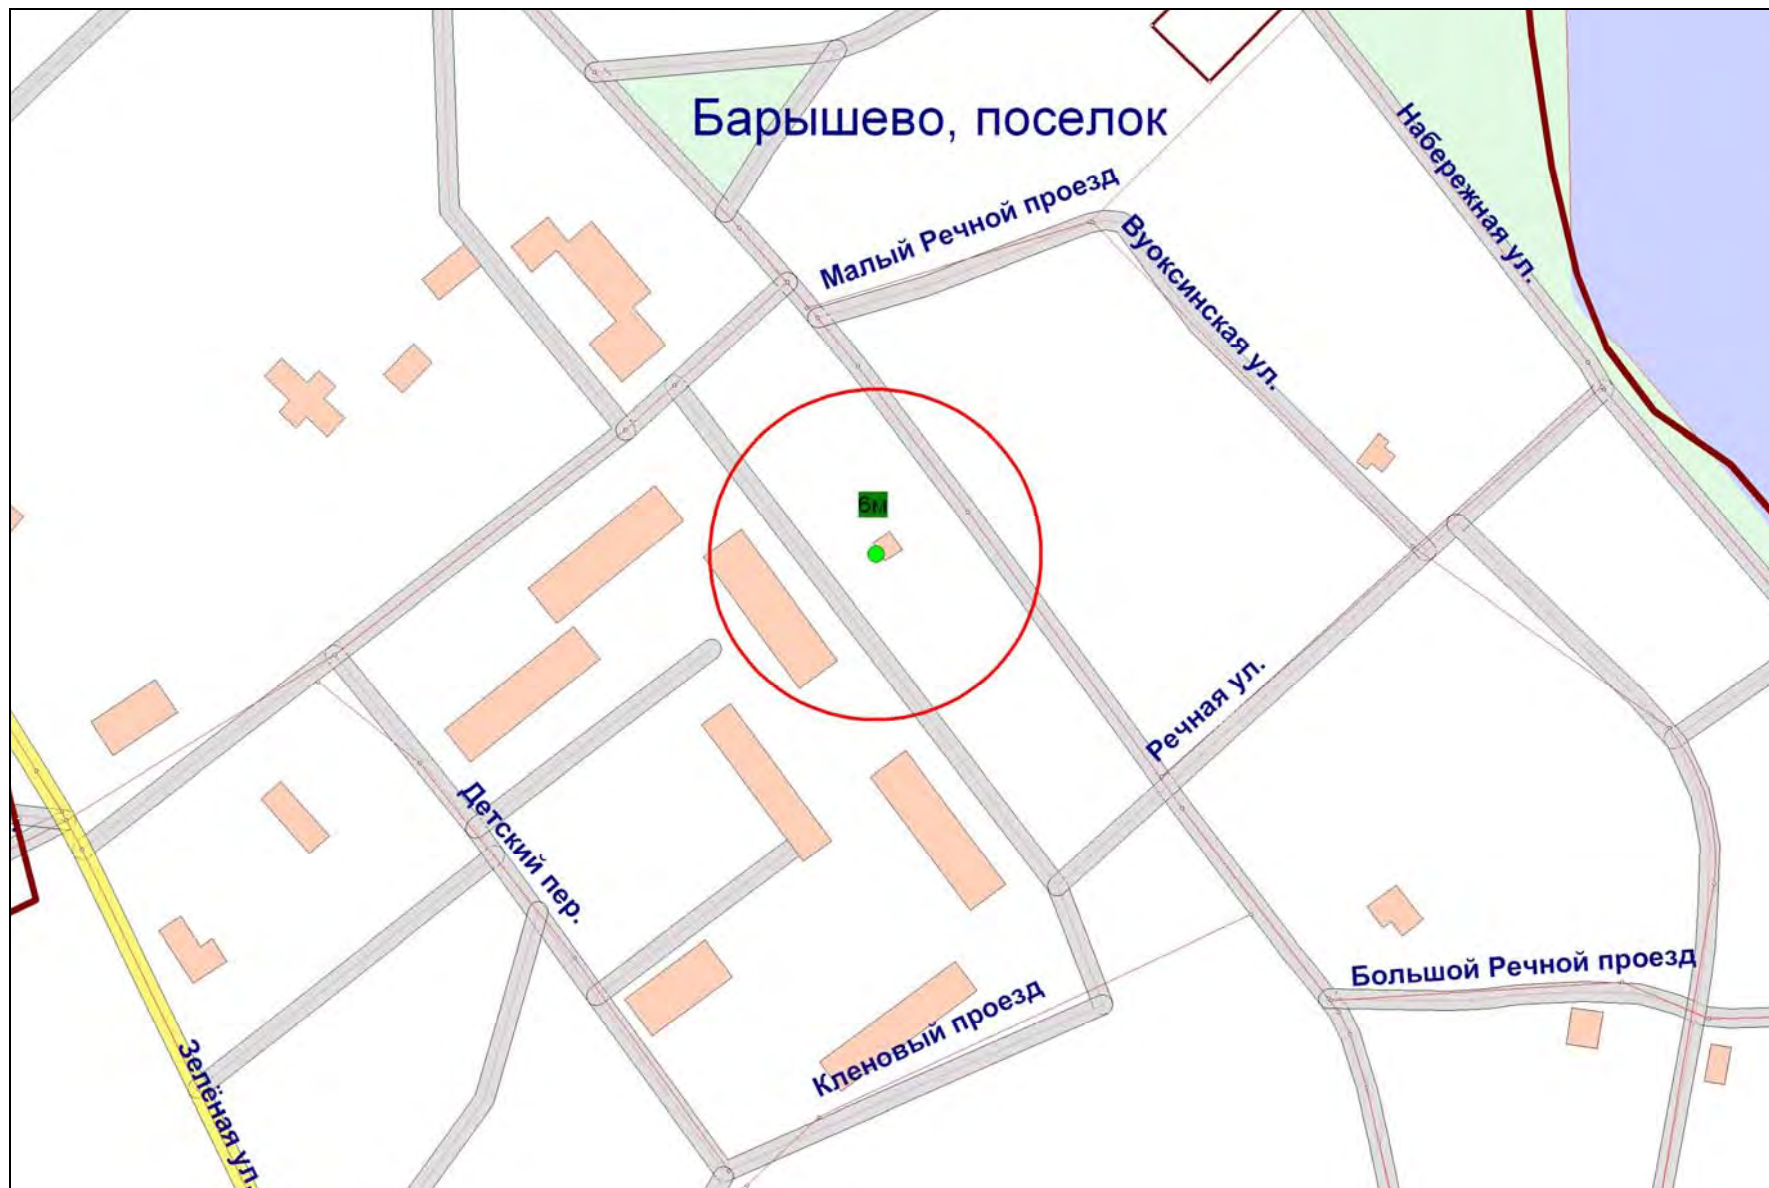 Барышево, поселок
Набережная ул.
Малый Речной проезд
Вуоксинская ул.
6м
Речная ул.
Детский пер.
Большой Речной проезд
Кленовый проезд
Зелёная ул.